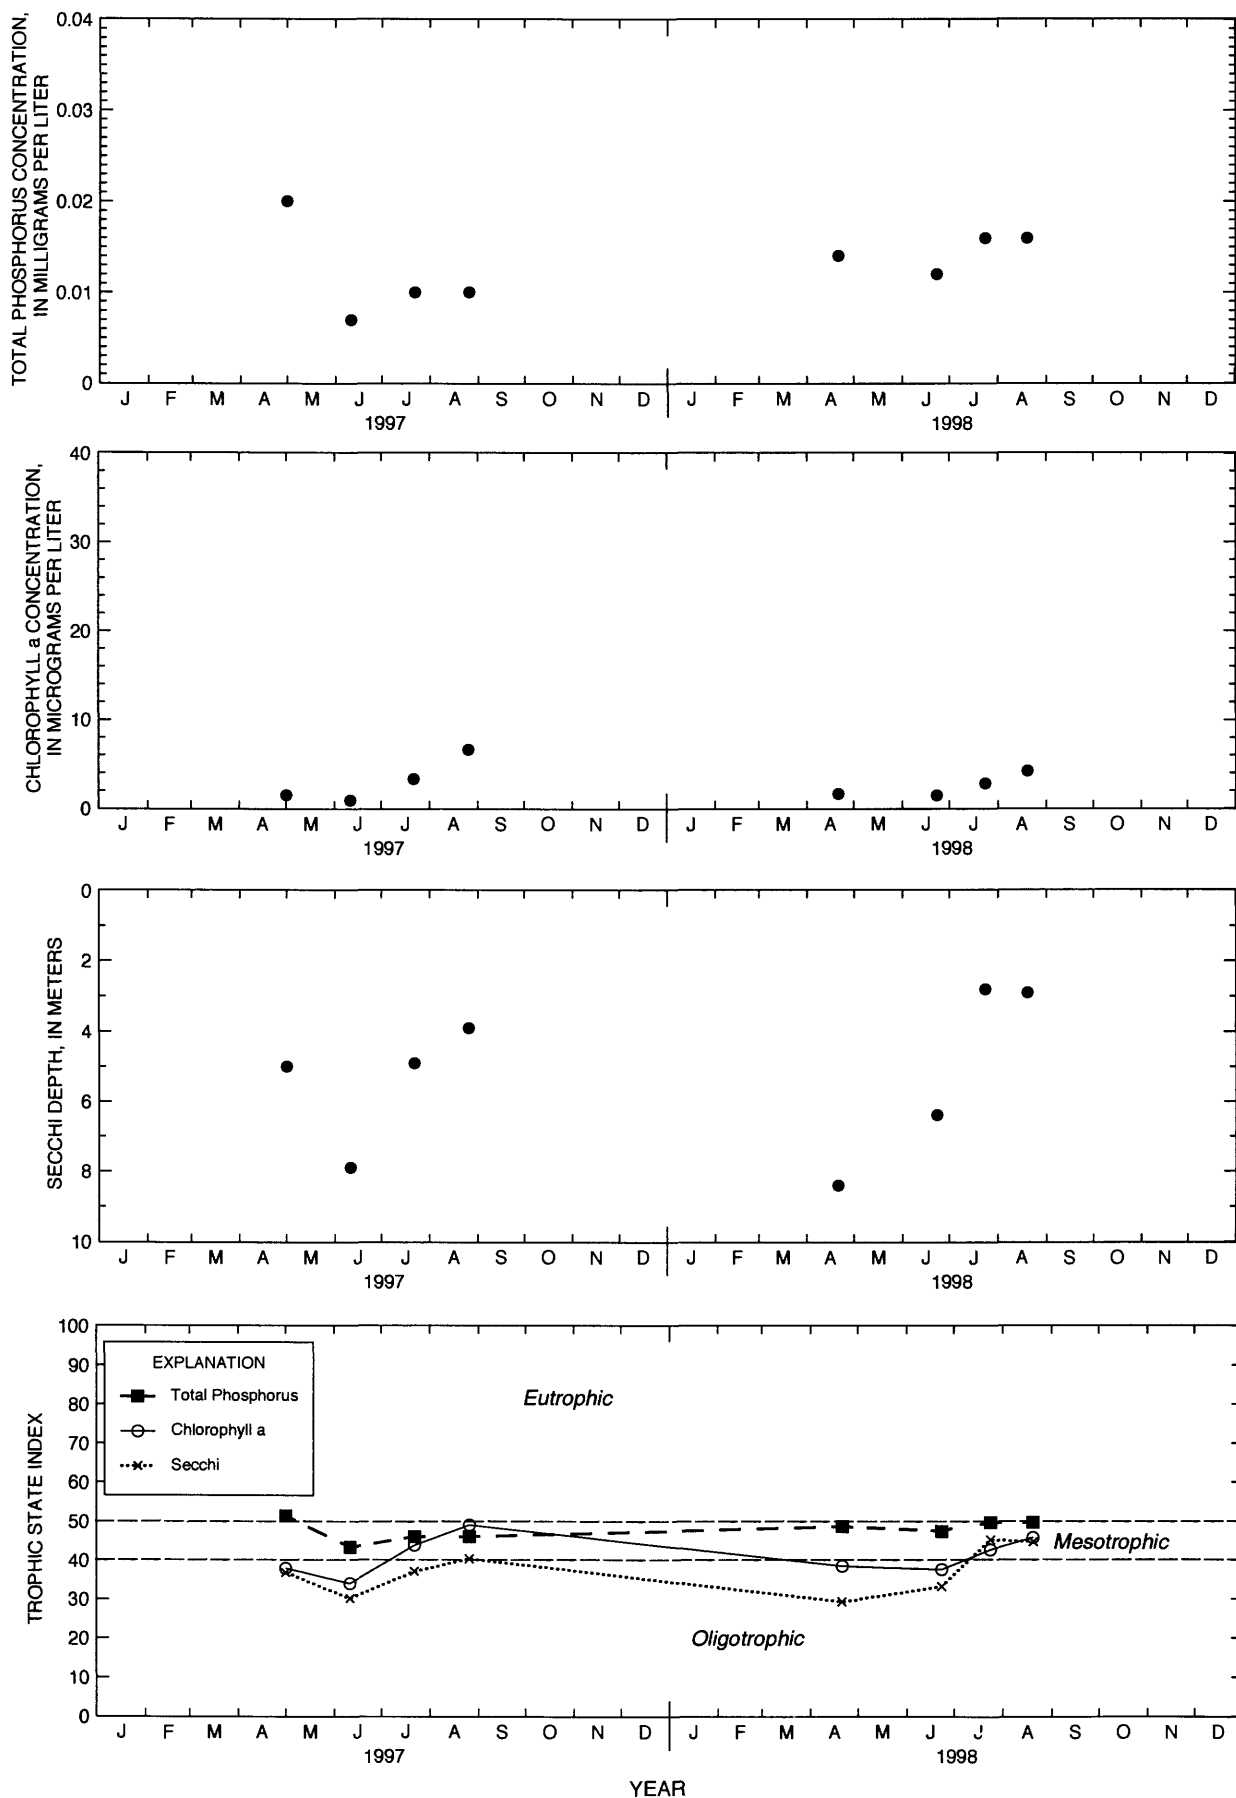 TOTAL PHOSPHORUS CONCENTRATION,
IN MILLIGRAMS PER LITER
0.04
0.03
0.02
0.01
0
J F M A M J J A S O N D J F M A M J J A S O N D
1997 1998
CHLOROPHYLL a CONCENTRATION,
IN MICROGRAMS PER LITER
40
30
20
10
0
J F M A M J J A S O N D J F M A M J J A S O N D
1997 1998
SECCHI DEPTH, IN METERS
0
2
4
6
8
10
J F M A M J J A S O N D J F M A M J J A S O N D
1997 1998
TROPHIC STATE INDEX
100
90
80
70
60
50
40
30
20
10
0
EXPLANATION
Total Phosphorus
Chlorophyll a
Secchi
Eutrophic
Mesotrophic
Oligotrophic
J F M A M J J A S O N D J F M A M J J A S O N D
1997 1998
YEAR